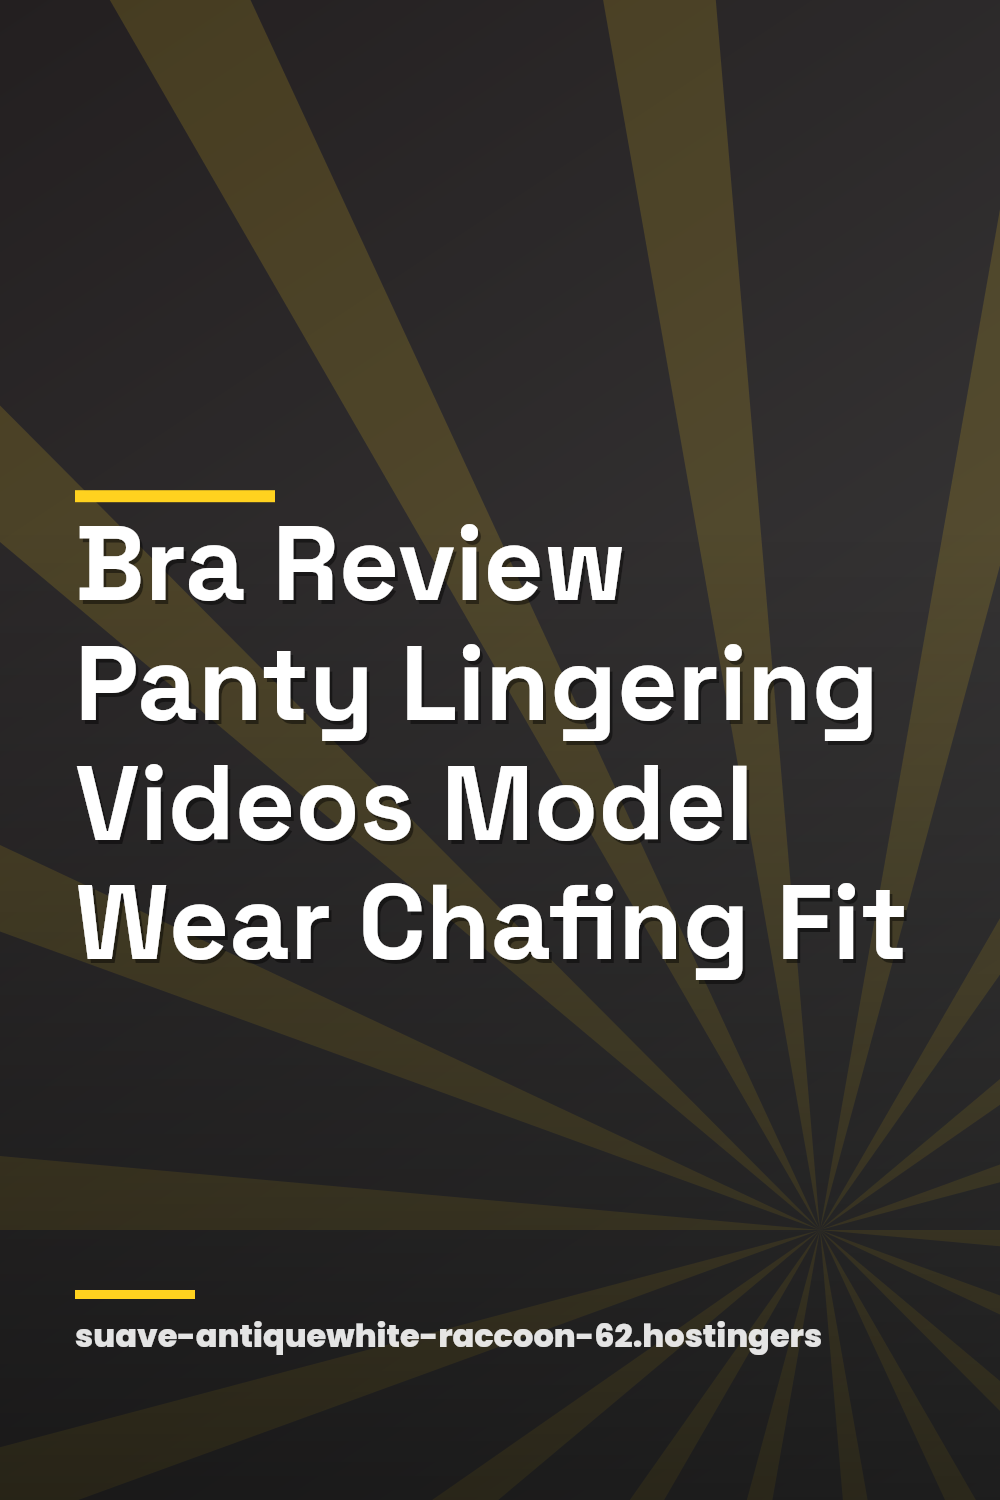 Bra Review
Panty Lingering
Videos Model
Wear Chafing Fit
suave-antiquewhite-raccoon-62.hostingers